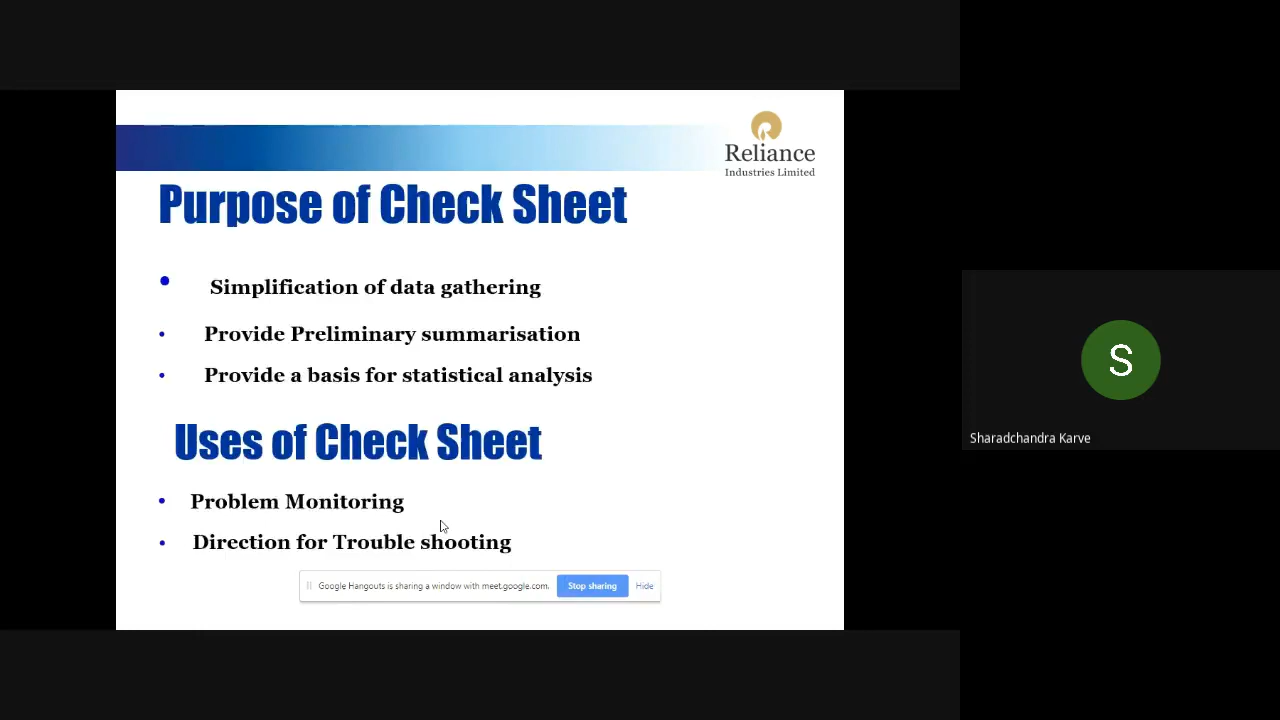 Reliance
Industries Limited
Purpose of Check Sheet
• Simplification of data gathering
• Provide Preliminary summarisation
• Provide a basis for statistical analysis
Uses of Check Sheet
• Problem Monitoring
• Direction for Trouble shooting
Google Hangouts is sharing a window with meet.google.com. Stop sharing Hide
S
Sharadchandra Karve